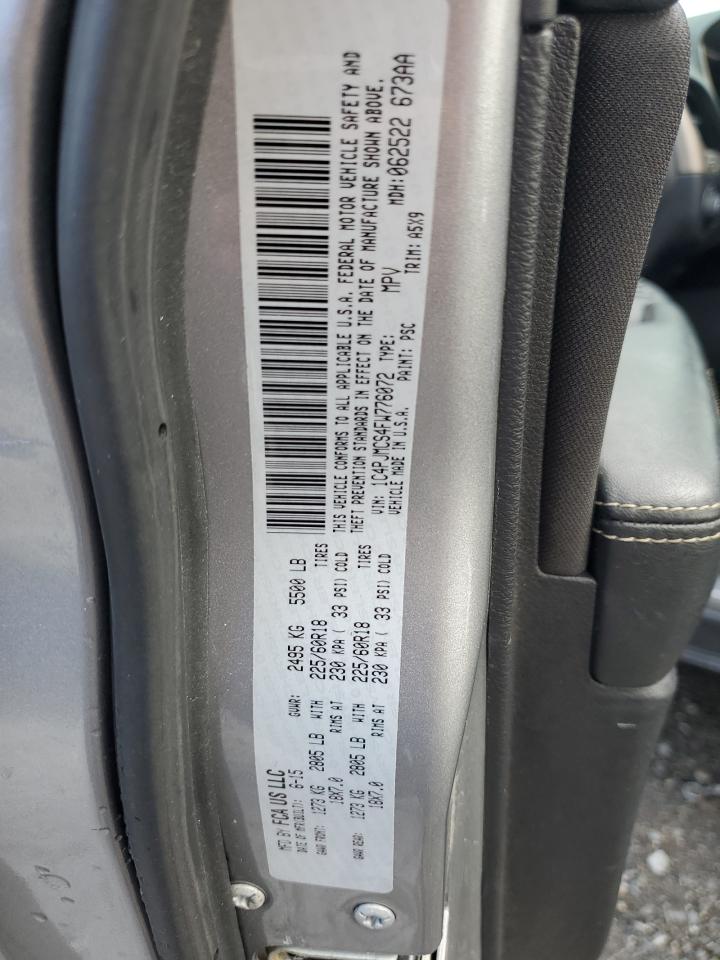 MFD BY FCA US LLC
DATE OF MFR(BUILT): 6-15 GVWR: 2495 KG 5500 LB
GAWR FRONT: 1273 KG 2805 LB WITH 225/60R18 TIRES
18X7.0 RIMS AT 230 KPA ( 33 PSI) COLD
GAWR REAR: 1273 KG 2805 LB WITH 225/60R18 TIRES
18X7.0 RIMS AT 230 KPA ( 33 PSI) COLD
THIS VEHICLE CONFORMS TO ALL APPLICABLE U.S.A. FEDERAL MOTOR VEHICLE SAFETY AND
THEFT PREVENTION STANDARDS IN EFFECT ON THE DATE OF MANUFACTURE SHOWN ABOVE.
VIN: 1C4PJMCS4FW776072 TYPE: MPV MDH:062522 673AA
VEHICLE MADE IN U.S.A. PAINT: PSC TRIM: A5X9